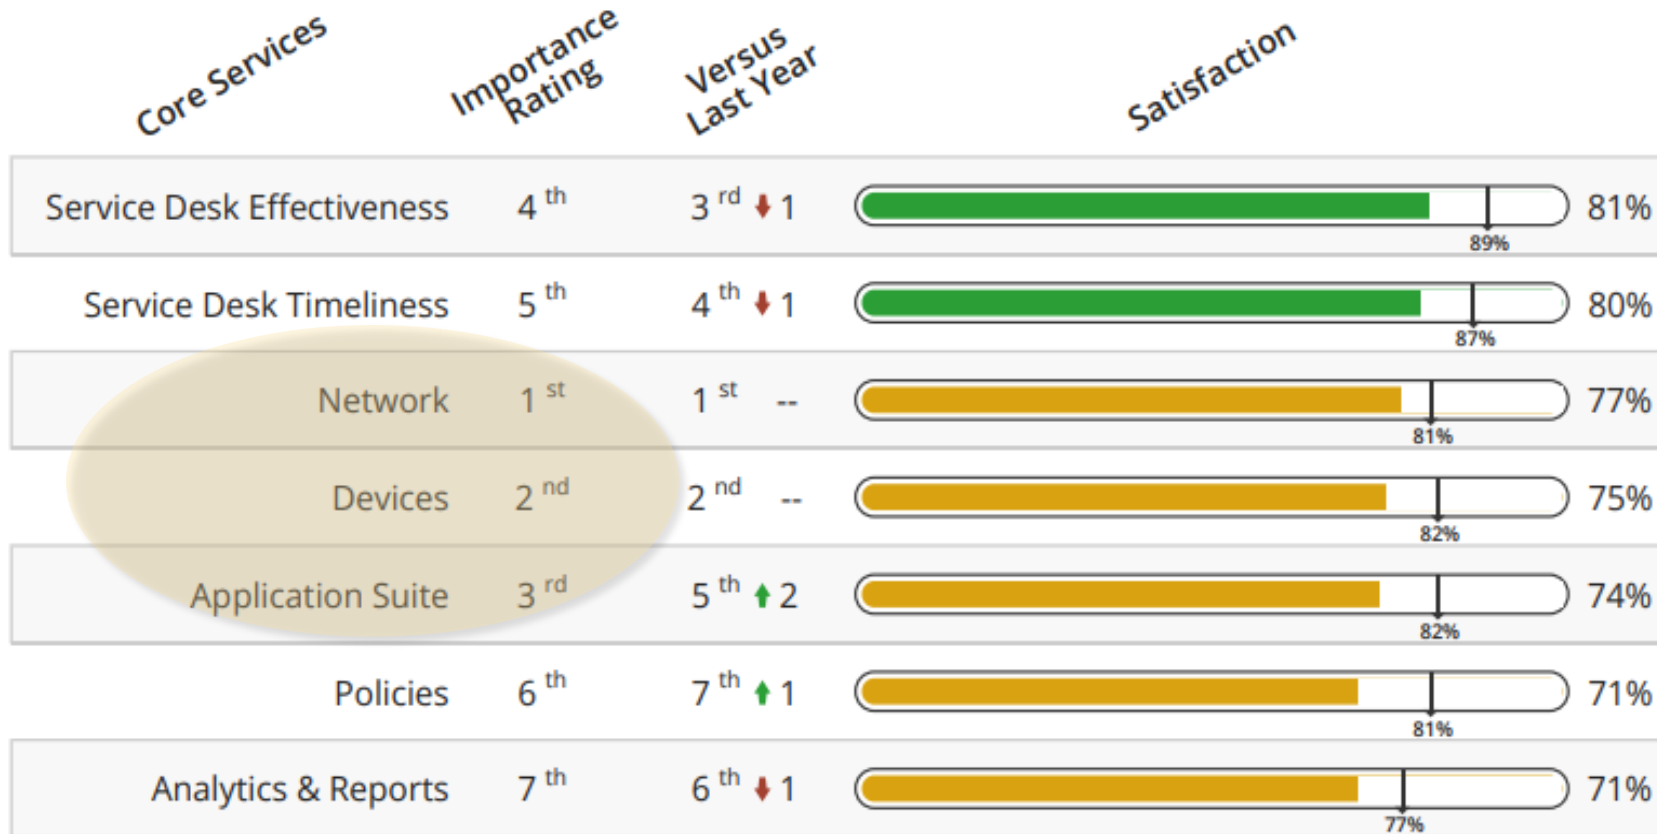 Core Services
Importance
Rating
Versus
Last Year
Satisfaction
Service Desk Effectiveness 4 th 3 rd 1 81%
89%
Service Desk Timeliness 5 th 4 th 1 80%
87%
Network 1 st 1 st -- 77%
81%
Devices 2 nd 2 nd -- 75%
82%
Application Suite 3 rd 5 th 2 74%
82%
Policies 6 th 7 th 1 71%
81%
Analytics & Reports 7 th 6 th 1 71%
77%